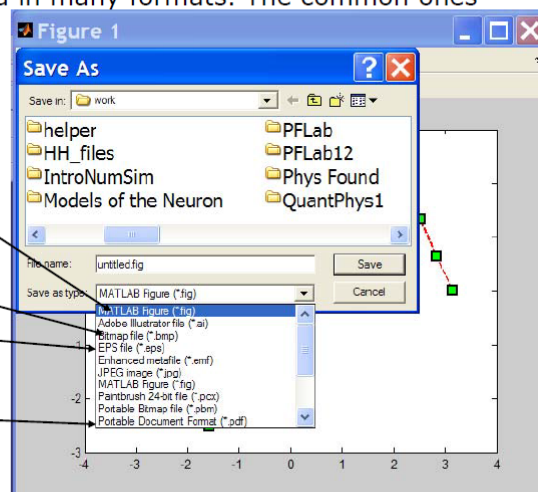 in many formats. The common ones
Figure 1
Save As
Save in: work
helper
HH_files
IntroNumSim
Models of the Neuron
PFLab
PFLab12
Phys Found
QuantPhys1
File name: untitled.fig Save
Save as type: MATLAB Figure (*.fig) Cancel
MATLAB Figure (*.fig)
Adobe Illustrator file (*.ai)
Bitmap file (*.bmp)
EPS file (*.eps)
Enhanced metafile (*.emf)
JPEG image (*.jpg)
MATLAB Figure (*.fig)
Paintbrush 24-bit file (*.pcx)
Portable Bitmap file (*.pbm)
Portable Document Format (*.pdf)
-1
-2
-3
-4 -3 -2 -1 0 1 2 3 4